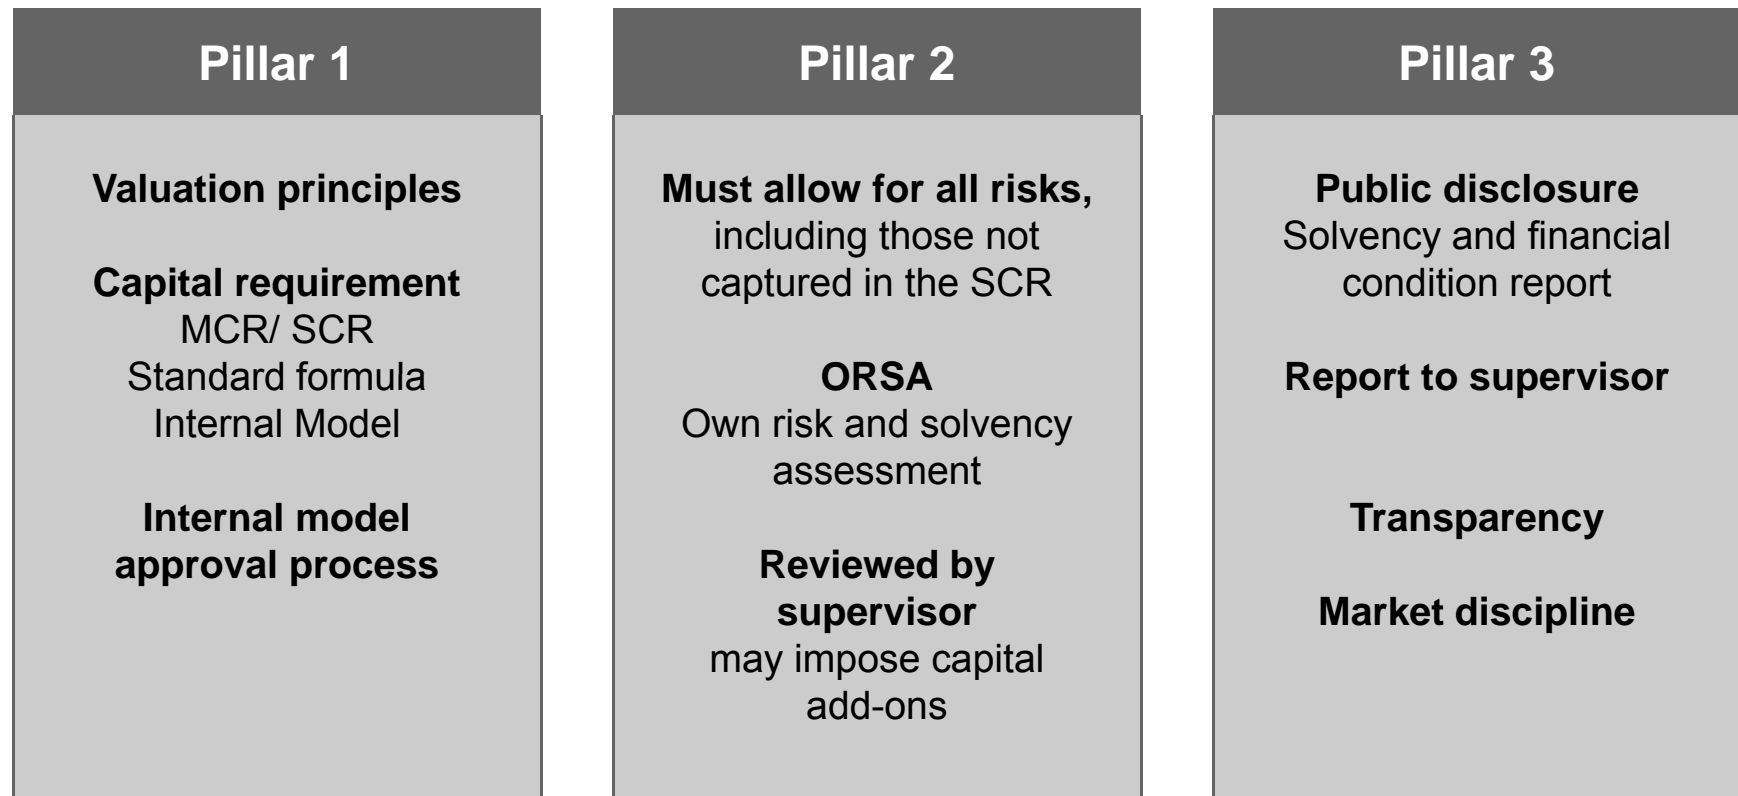 Pillar 1
Valuation principles
Capital requirement
MCR/ SCR
Standard formula
Internal Model
Internal model
approval process
Pillar 2
Must allow for all risks,
including those not
captured in the SCR
ORSA
Own risk and solvency
assessment
Reviewed by
supervisor
may impose capital
add-ons
Pillar 3
Public disclosure
Solvency and financial
condition report
Report to supervisor
Transparency
Market discipline